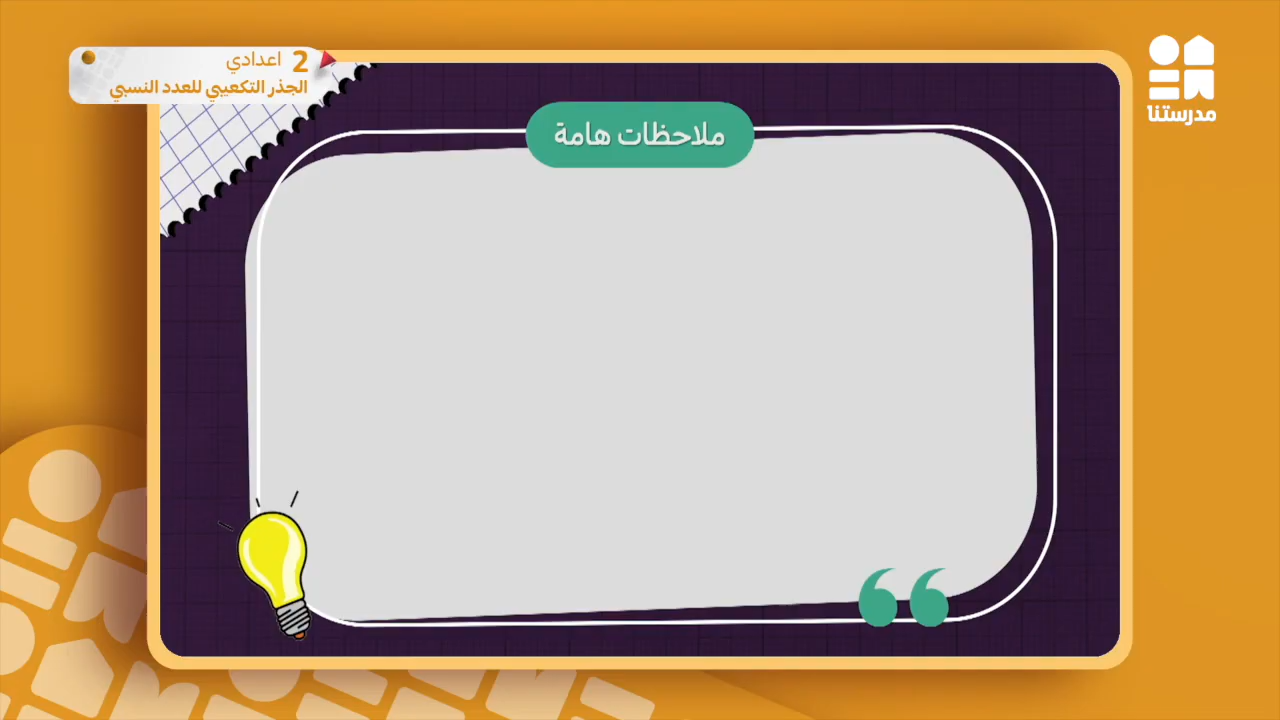 2 اعدادي
الجذر التكعيبي للعدد النسبي
مدرستنا
ملاحظات هامة